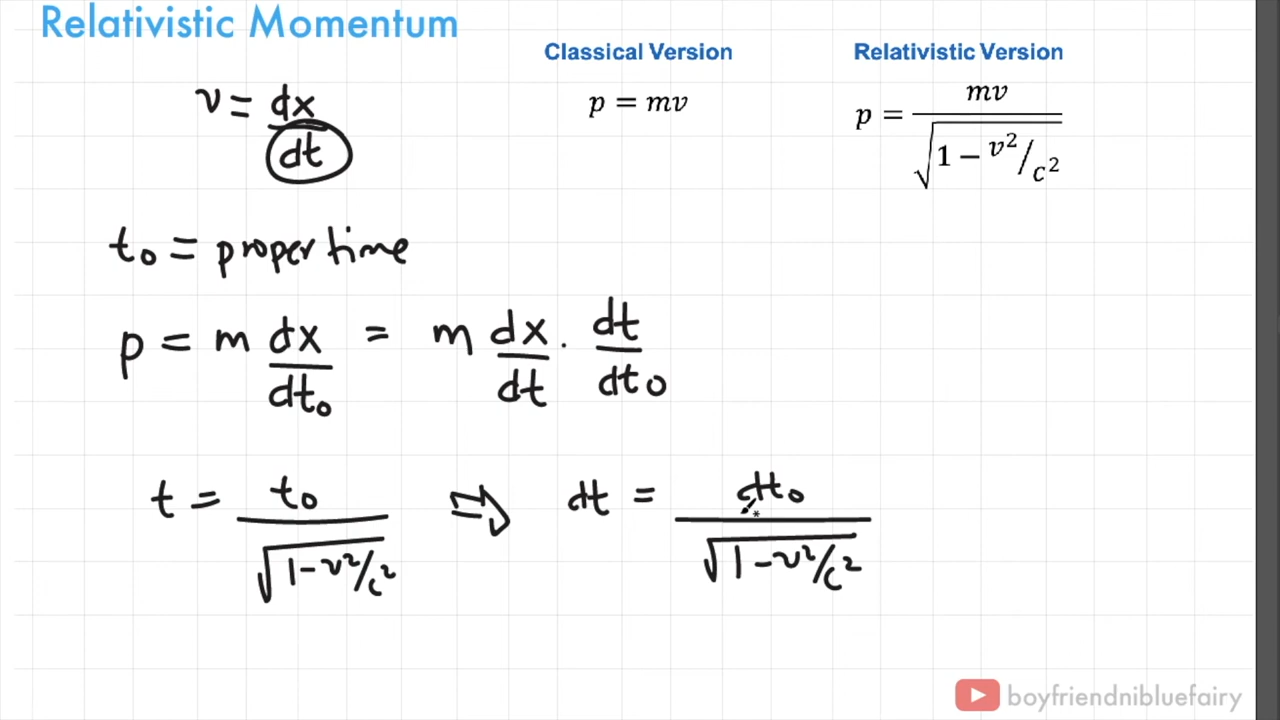 Relativistic Momentum
Classical Version
Relativistic Version
v = dx/dt
p = mv
p = mv/√(1 − v²/c²)
t₀ = proper time
p = m dx/dt₀ = m dx/dt · dt/dt₀
t = t₀/√(1 − v²/c²) ⇒ dt = dt₀/√(1 − v²/c²)
boyfriendnibluefairy